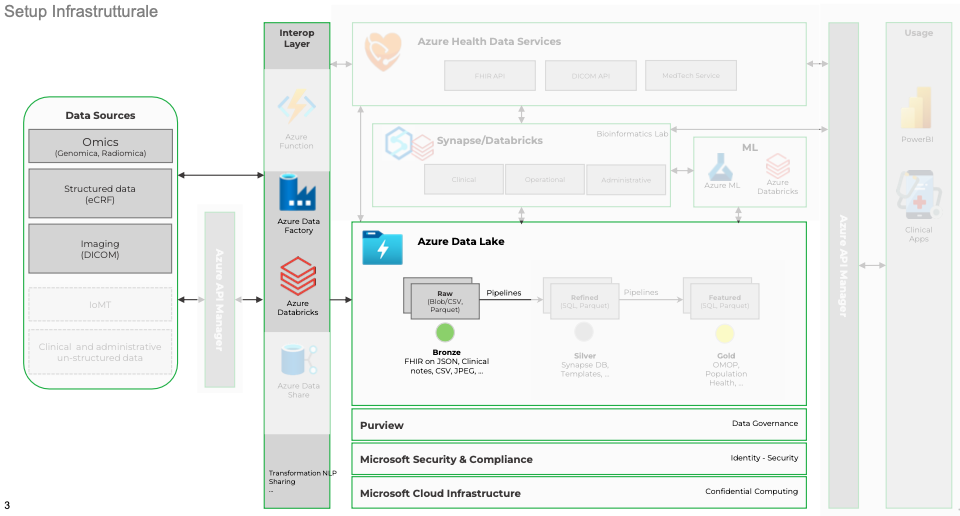 Setup Infrastrutturale
Data Sources
Omics
(Genomica, Radiomica)
Structured data
(eCRF)
Imaging
(DICOM)
IoMT
Clinical and administrative
un-structured data
Azure API Manager
Interop
Layer
Azure
Function
Azure Data
Factory
Azure
Databricks
Azure Data
Share
Transformation NLP
Sharing
...
Azure Health Data Services
FHIR API
DICOM API
MedTech Service
Synapse/Databricks
Bioinformatics Lab
Clinical
Operational
Administrative
ML
Azure ML
Azure
Databricks
Azure Data Lake
Raw
(Blob/CSV,
Parquet)
Pipelines
Refined
(SQL, Parquet)
Pipelines
Featured
(SQL, Parquet)
Bronze
FHIR on JSON, Clinical
notes, CSV, JPEG, ...
Silver
Synapse DB,
Templates, ...
Gold
OMOP,
Population
Health, ...
Purview
Data Governance
Microsoft Security & Compliance
Identity - Security
Microsoft Cloud Infrastructure
Confidential Computing
Azure API Manager
Usage
PowerBI
Clinical
Apps
3